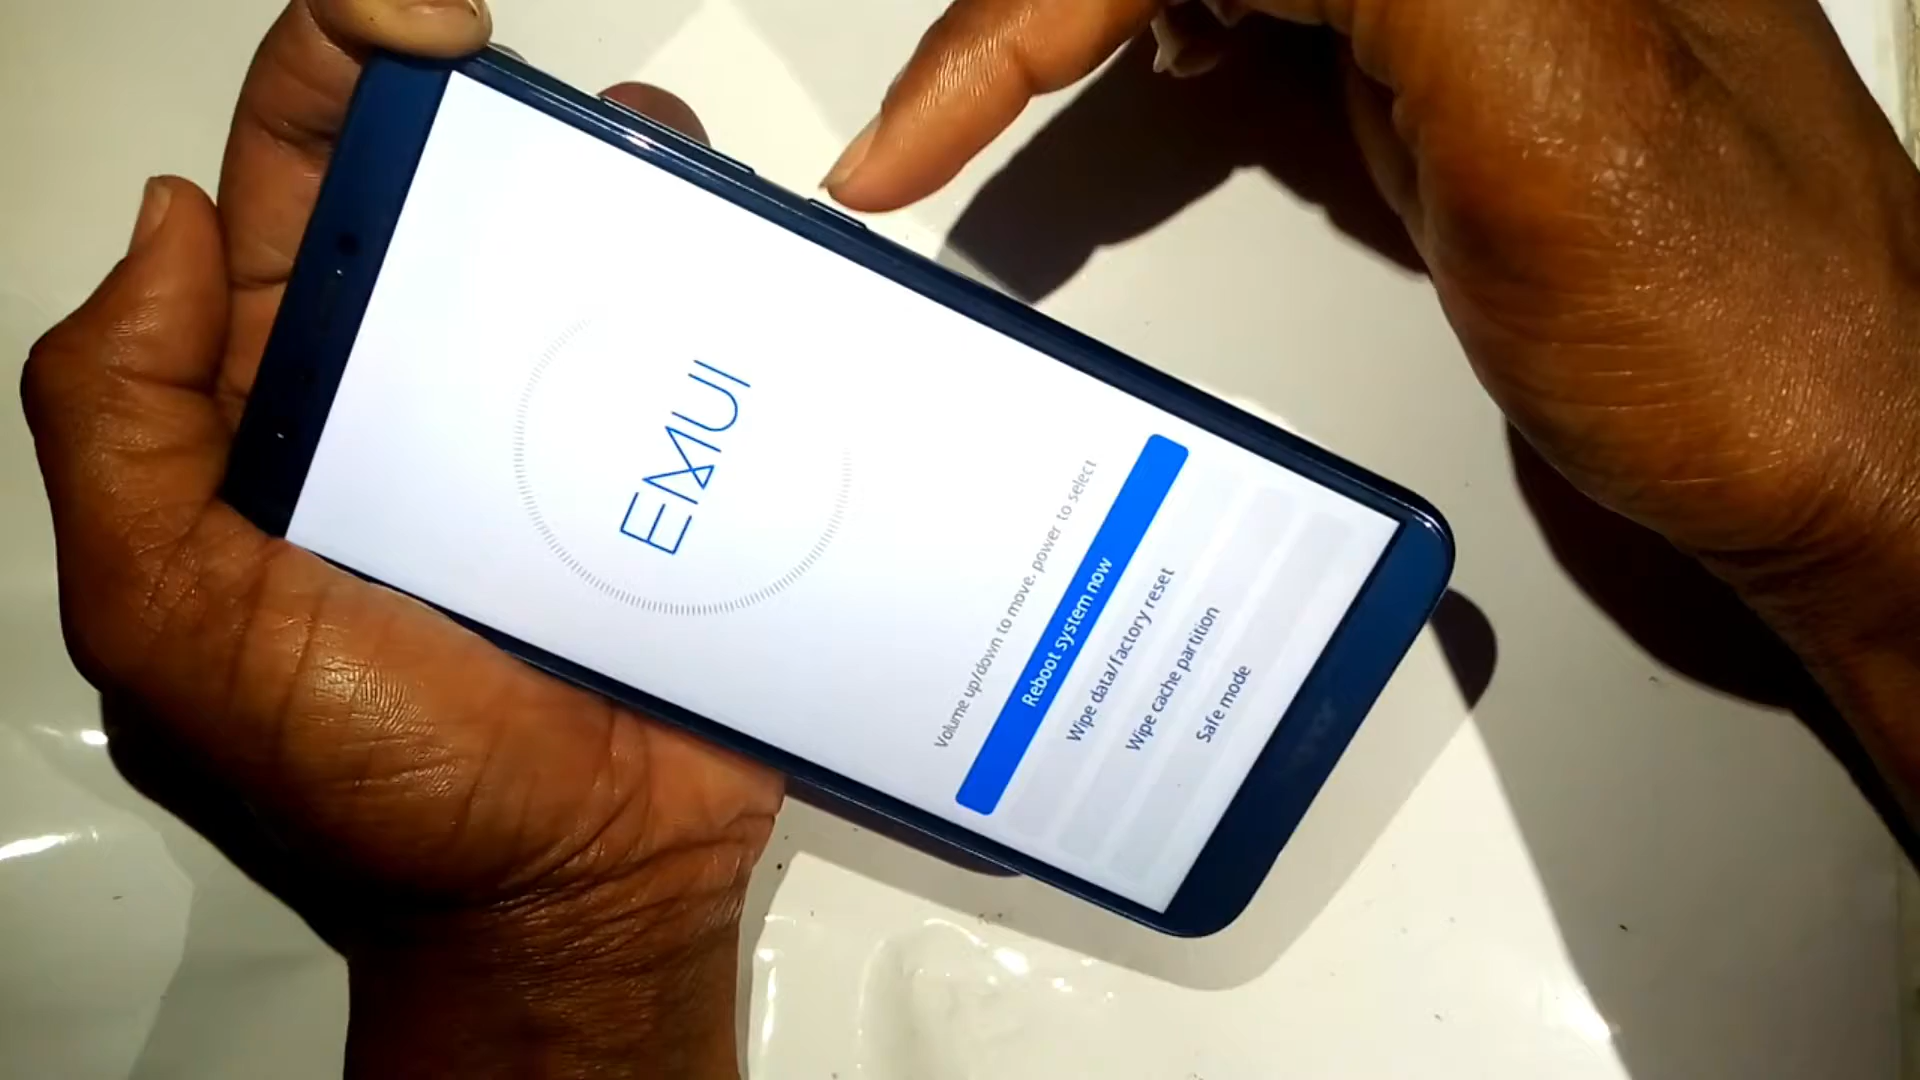 EMUI
Volume up/down to move, power to select
Reboot system now
Wipe data/factory reset
Wipe cache partition
Safe mode
honor